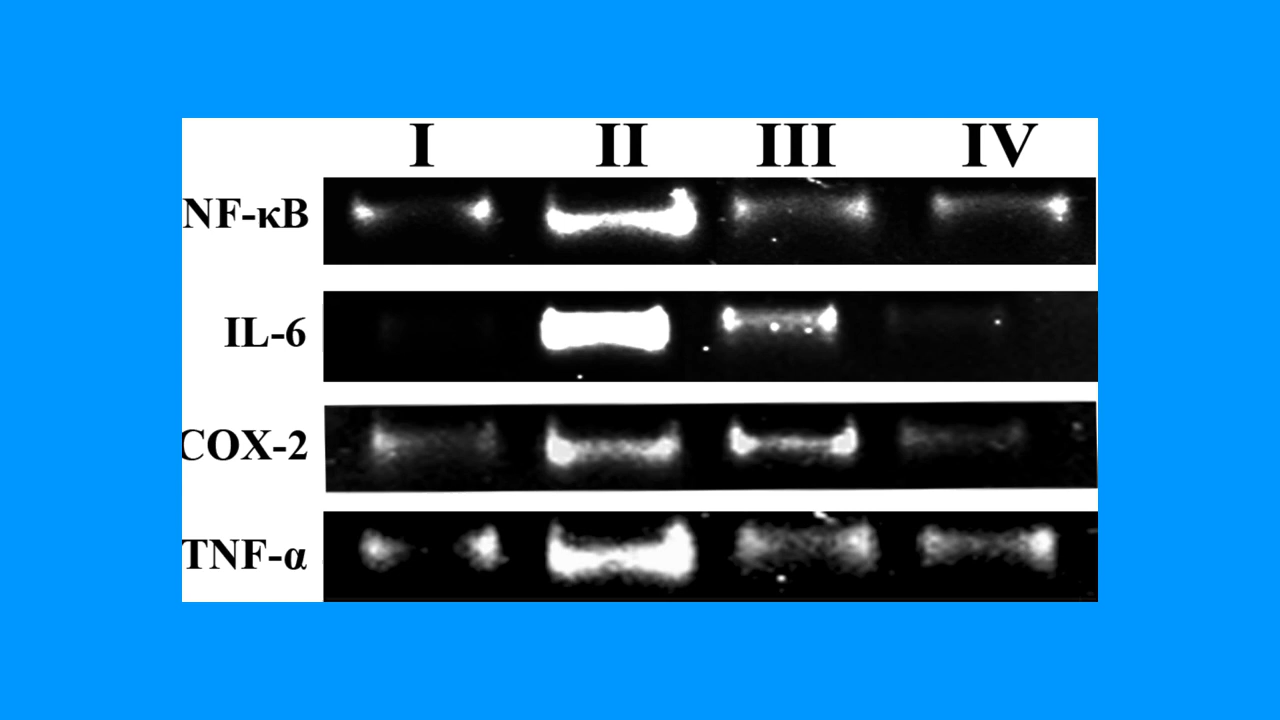 I II III IV
NF-κB
IL-6
COX-2
TNF-α